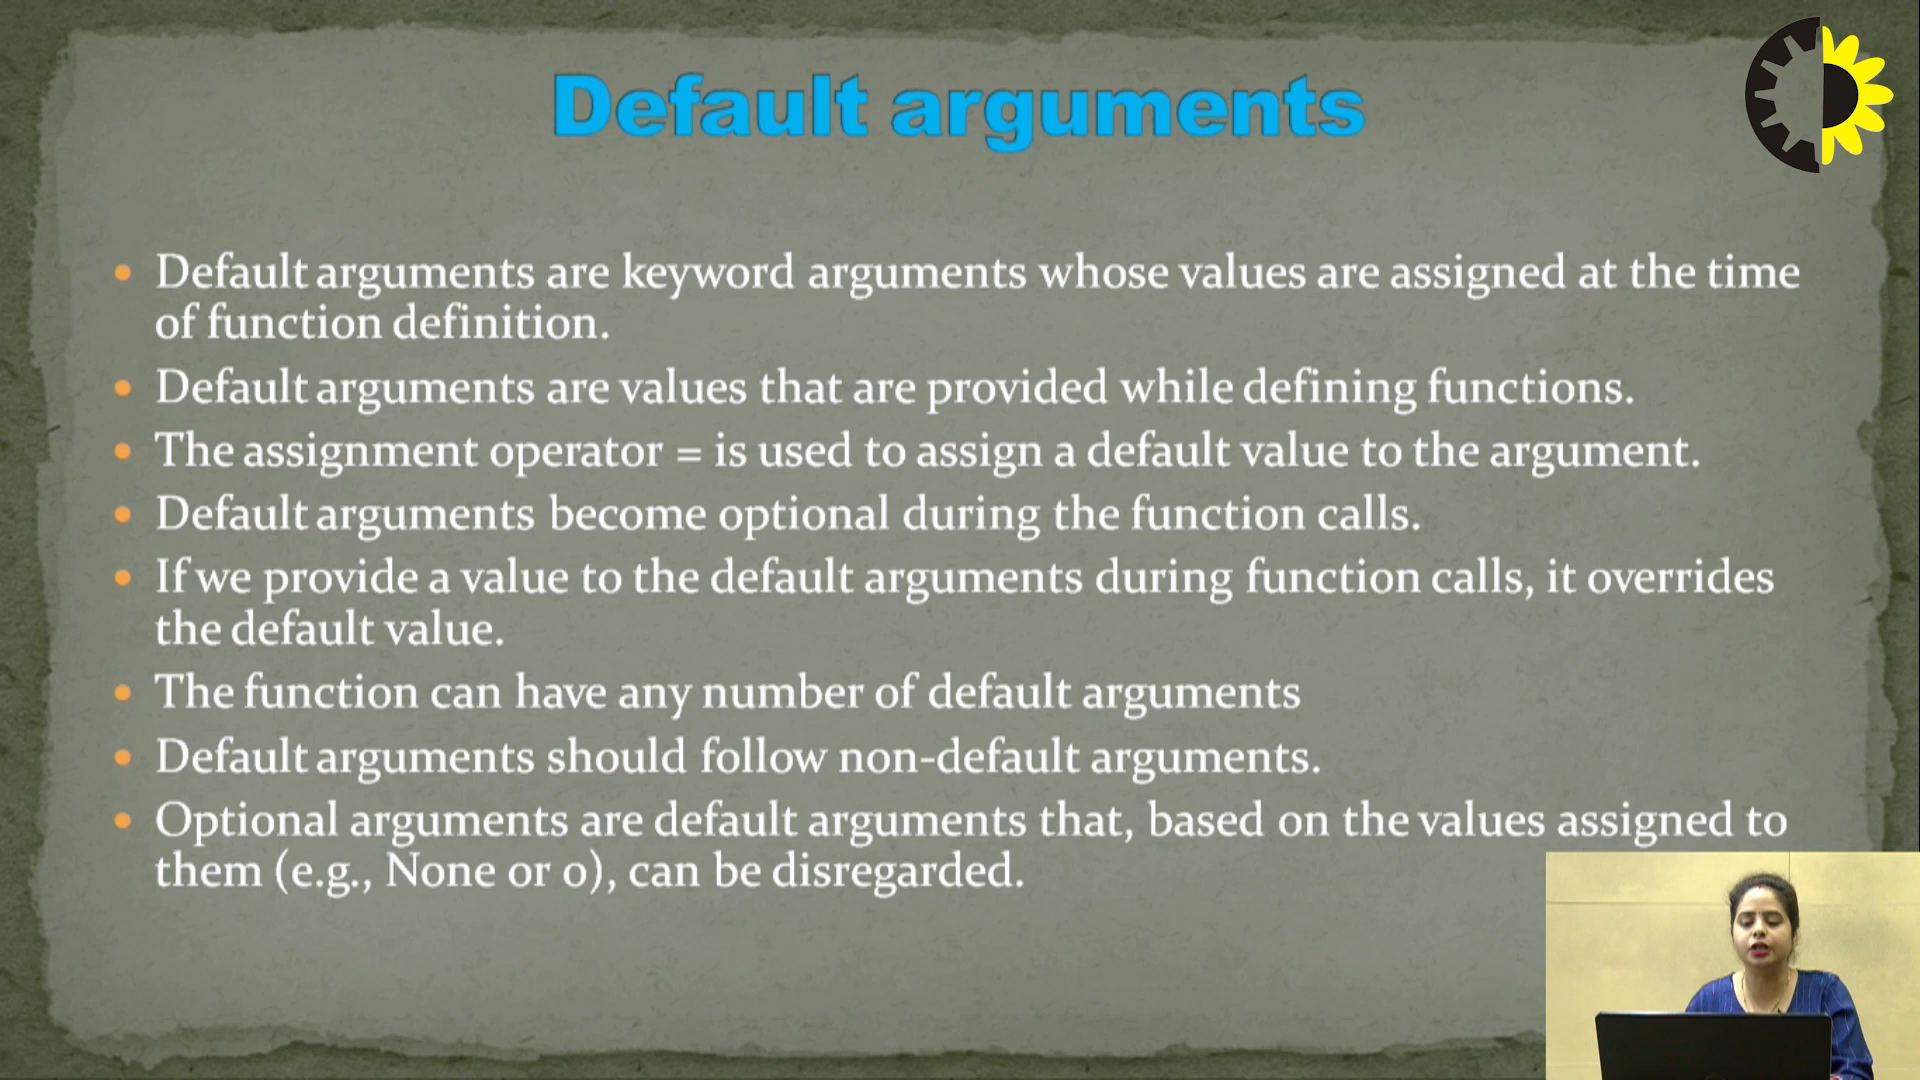 Default arguments
• Default arguments are keyword arguments whose values are assigned at the time
of function definition.
• Default arguments are values that are provided while defining functions.
• The assignment operator = is used to assign a default value to the argument.
• Default arguments become optional during the function calls.
• If we provide a value to the default arguments during function calls, it overrides
the default value.
• The function can have any number of default arguments
• Default arguments should follow non-default arguments.
• Optional arguments are default arguments that, based on the values assigned to
them (e.g., None or 0), can be disregarded.